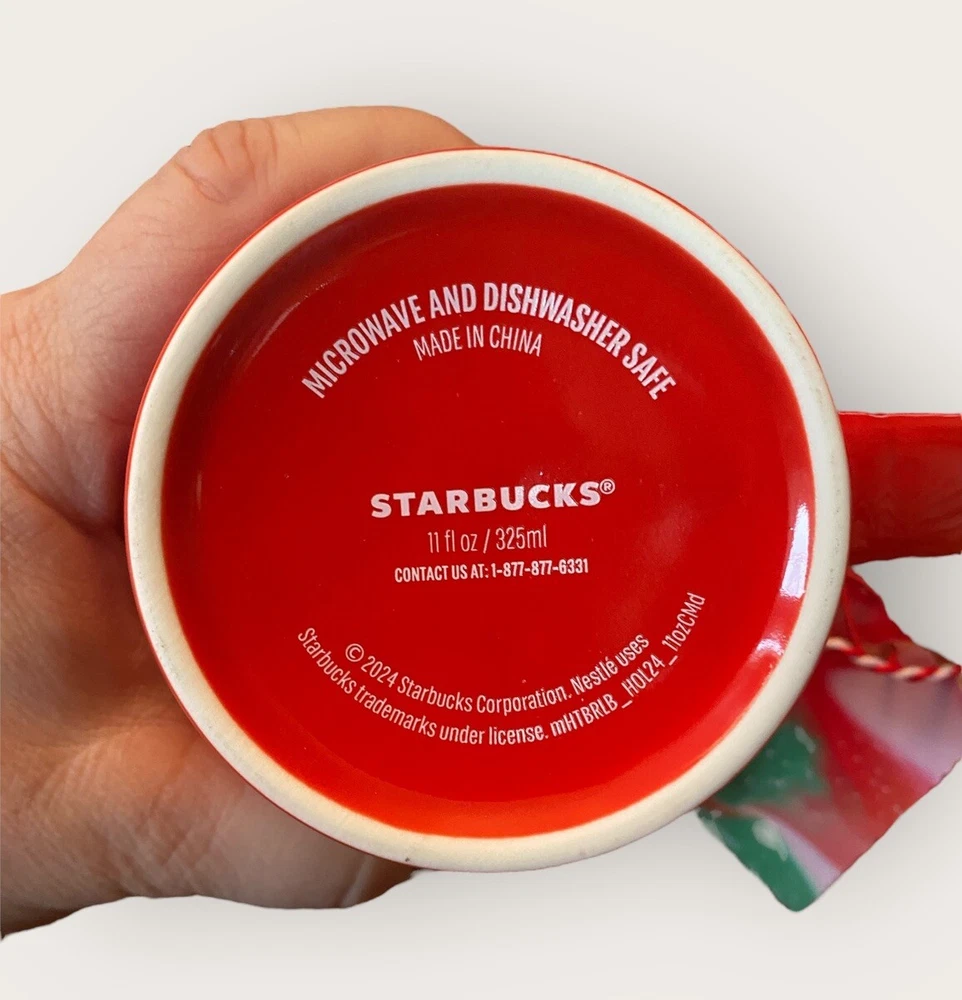 MICROWAVE AND DISHWASHER SAFE
MADE IN CHINA
STARBUCKS®
11 fl oz / 325ml
CONTACT US AT: 1-877-877-6331
© 2024 Starbucks Corporation. Nestlé uses
Starbucks trademarks under license. mHTBRLB_HOL24_11ozCMd